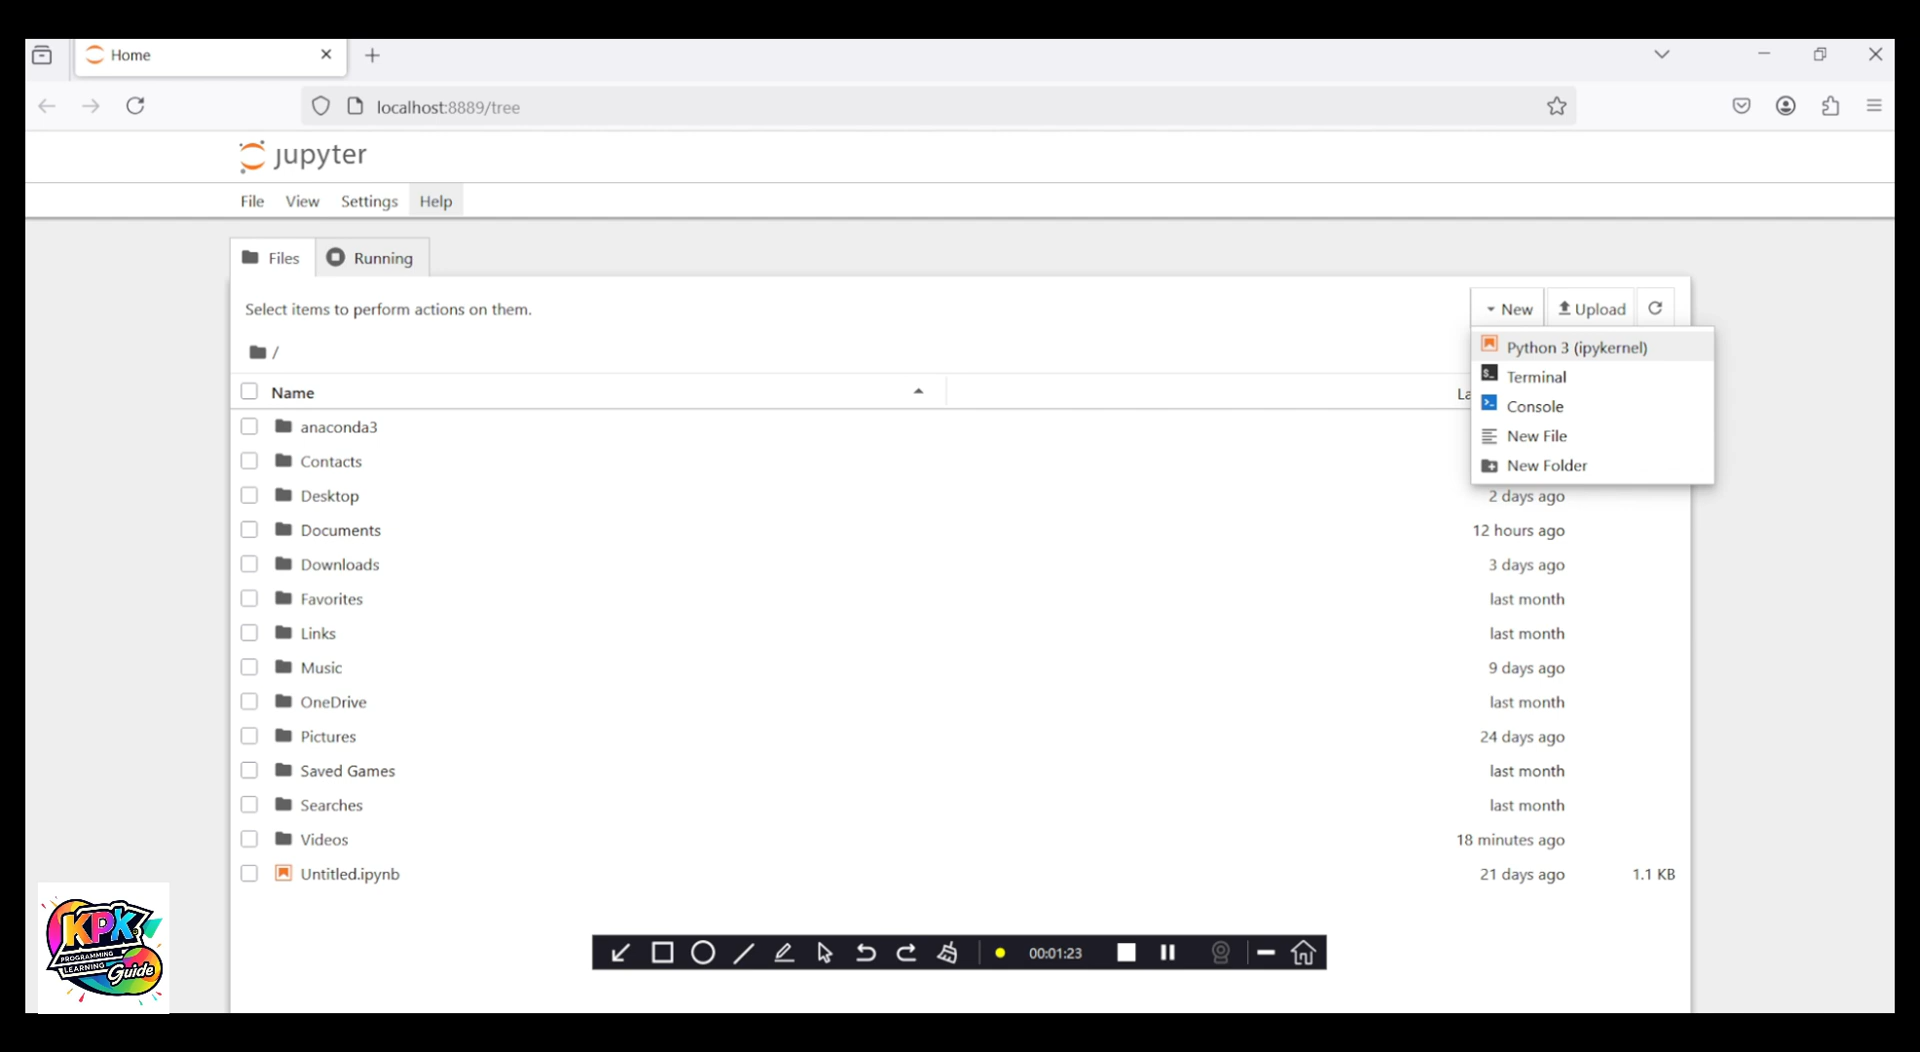 Home
localhost:8889/tree
jupyter
File View Settings Help
Files Running
Select items to perform actions on them.
New Upload
/
Python 3 (ipykernel)
Terminal
Console
New File
New Folder
Name La
anaconda3
Contacts
Desktop 2 days ago
Documents 12 hours ago
Downloads 3 days ago
Favorites last month
Links last month
Music 9 days ago
OneDrive last month
Pictures 24 days ago
Saved Games last month
Searches last month
Videos 18 minutes ago
Untitled.ipynb 21 days ago 1.1 KB
KPK
PROGRAMMING
LEARNING
Guide
00:01:23